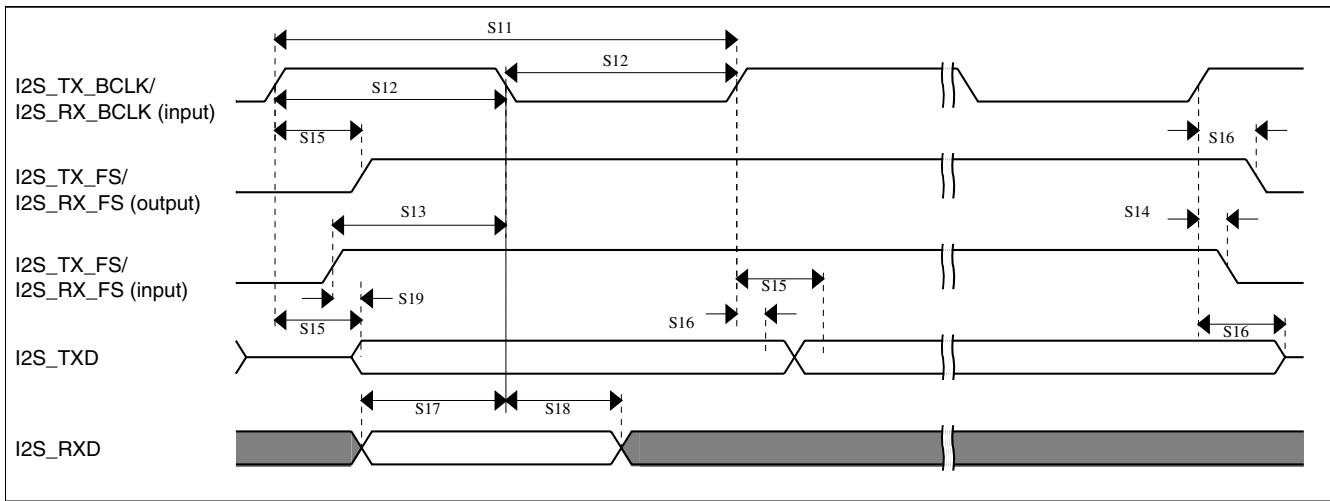 S11
I2S_TX_BCLK/
I2S_RX_BCLK (input)
S12
S12
S15
S16
I2S_TX_FS/
I2S_RX_FS (output)
S13
S14
I2S_TX_FS/
I2S_RX_FS (input)
S15
S19
S15
S16
S16
I2S_TXD
S17
S18
I2S_RXD